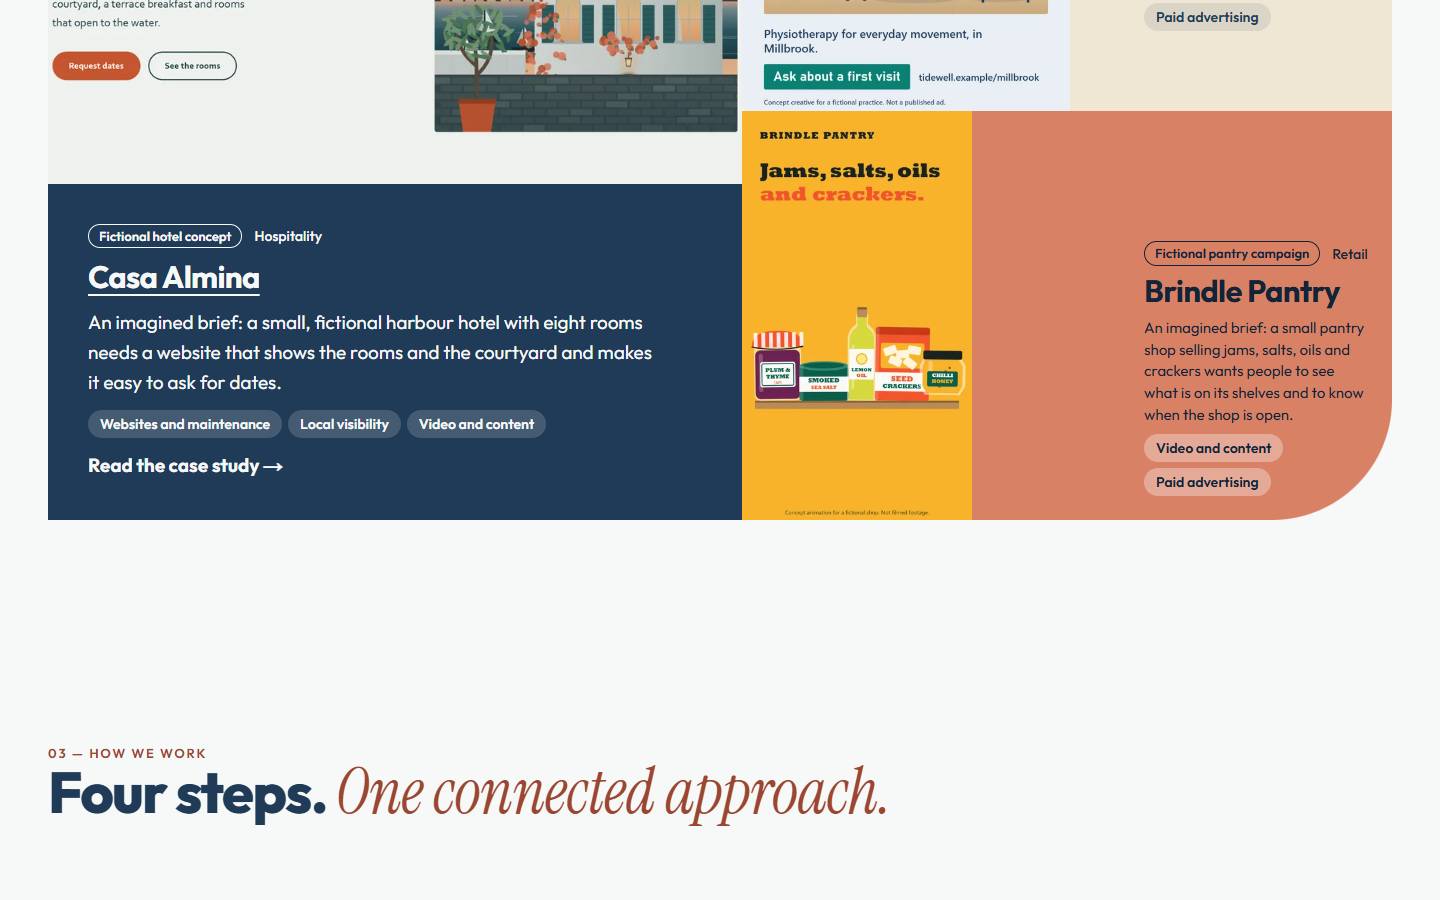 courtyard, a terrace breakfast and rooms
that open to the water.
Request dates
See the rooms
Physiotherapy for everyday movement, in
Millbrook.
Ask about a first visit
tidewell.example/millbrook
Concept creative for a fictional practice. Not a published ad.
Paid advertising
Fictional hotel concept
Hospitality
Casa Almina
An imagined brief: a small, fictional harbour hotel with eight rooms
needs a website that shows the rooms and the courtyard and makes
it easy to ask for dates.
Websites and maintenance
Local visibility
Video and content
Read the case study →
BRINDLE PANTRY
Jams, salts, oils
and crackers.
PLUM &
THYME
JAM
SMOKED
SEA SALT
LEMON
OIL
SEED
CRACKERS
CHILLI
HONEY
Concept animation for a fictional shop. Not filmed footage.
Fictional pantry campaign
Retail
Brindle Pantry
An imagined brief: a small pantry
shop selling jams, salts, oils and
crackers wants people to see
what is on its shelves and to know
when the shop is open.
Video and content
Paid advertising
03 — HOW WE WORK
Four steps. One connected approach.